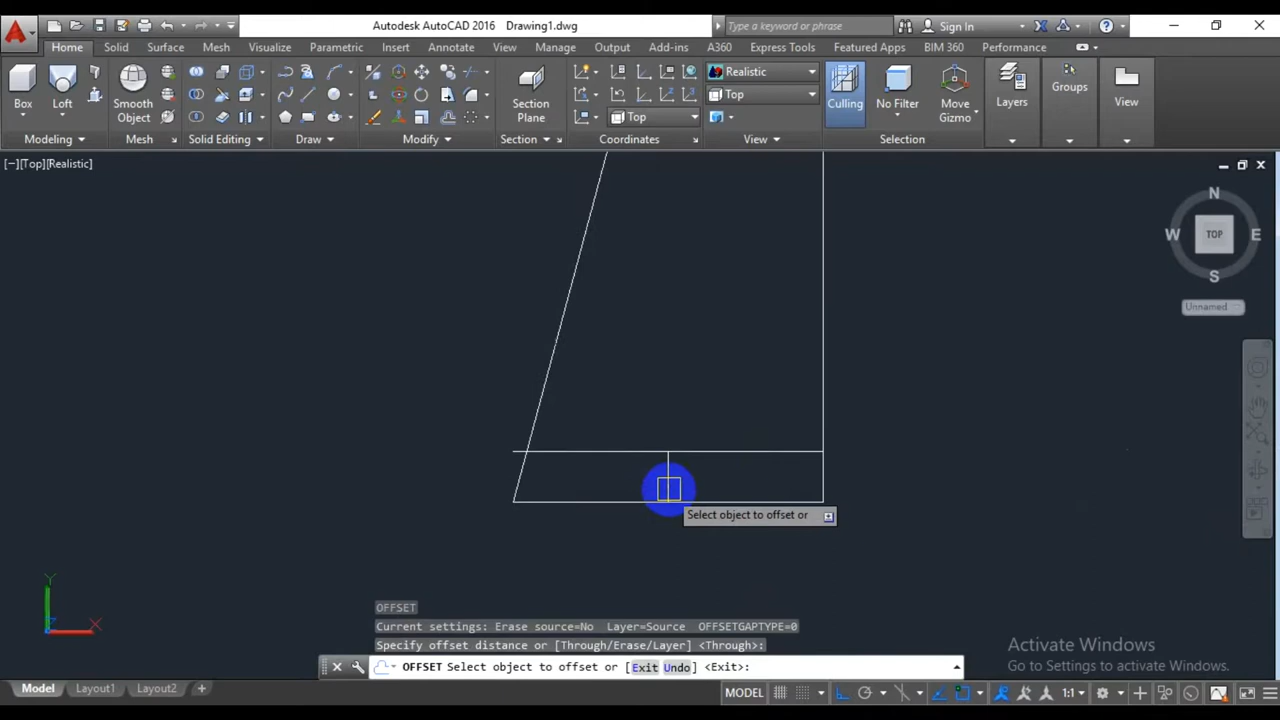 Autodesk AutoCAD 2016 Drawing1.dwg
Type a keyword or phrase
Sign In
Home Solid Surface Mesh Visualize Parametric Insert Annotate View Manage Output Add-ins A360 Express Tools Featured Apps BIM 360 Performance
Box
Loft
Smooth
Object
Section
Plane
Realistic
Top
Top
Culling
No Filter
Move
Gizmo
Layers
Groups
View
Modeling
Mesh
Solid Editing
Draw
Modify
Section
Coordinates
View
Selection
[−][Top][Realistic]
N
W
TOP
E
S
Unnamed
Select object to offset or
Y
X
Z
OFFSET
Current settings: Erase source=No Layer=Source OFFSETGAPTYPE=0
Specify offset distance or [Through/Erase/Layer] <Through>:
OFFSET Select object to offset or [Exit Undo] <Exit>:
Activate Windows
Go to Settings to activate Windows.
Model Layout1 Layout2 +
MODEL
1:1